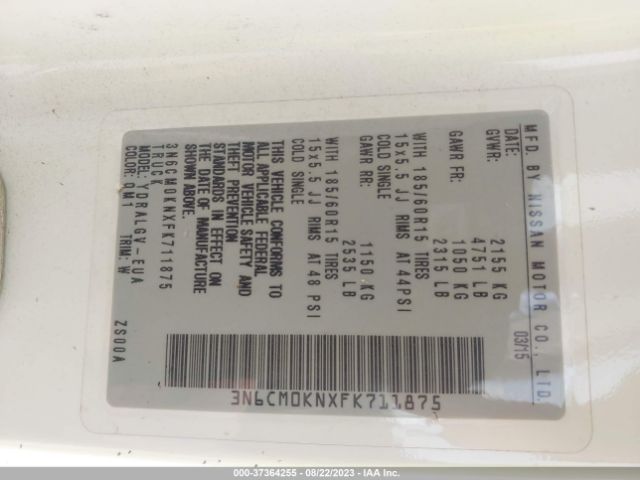 MFD. BY NISSAN MOTOR CO., LTD.
DATE: 03/15
GVWR: 2155 KG
4751 LB
GAWR FR: 1050 KG
2315 LB
WITH 185/60R15 TIRES
15x5.5 JJ RIMS AT 44PSI
COLD SINGLE
GAWR RR: 1150 KG
2535 LB
WITH 185/60R15 TIRES
15x5.5 JJ RIMS AT 48 PSI
COLD SINGLE
THIS VEHICLE CONFORMS TO
ALL APPLICABLE FEDERAL
MOTOR VEHICLE SAFETY AND
THEFT PREVENTION
STANDARDS IN EFFECT ON
THE DATE OF MANUFACTURE
SHOWN ABOVE.
3N6CM0KNXFK711875
TRUCK
MODEL: YDRALGV-EUA
COLOR: QM1 TRIM: W
ZS00A
3N6CM0KNXFK711875
000-37364255 - 08/22/2023 - IAA Inc.